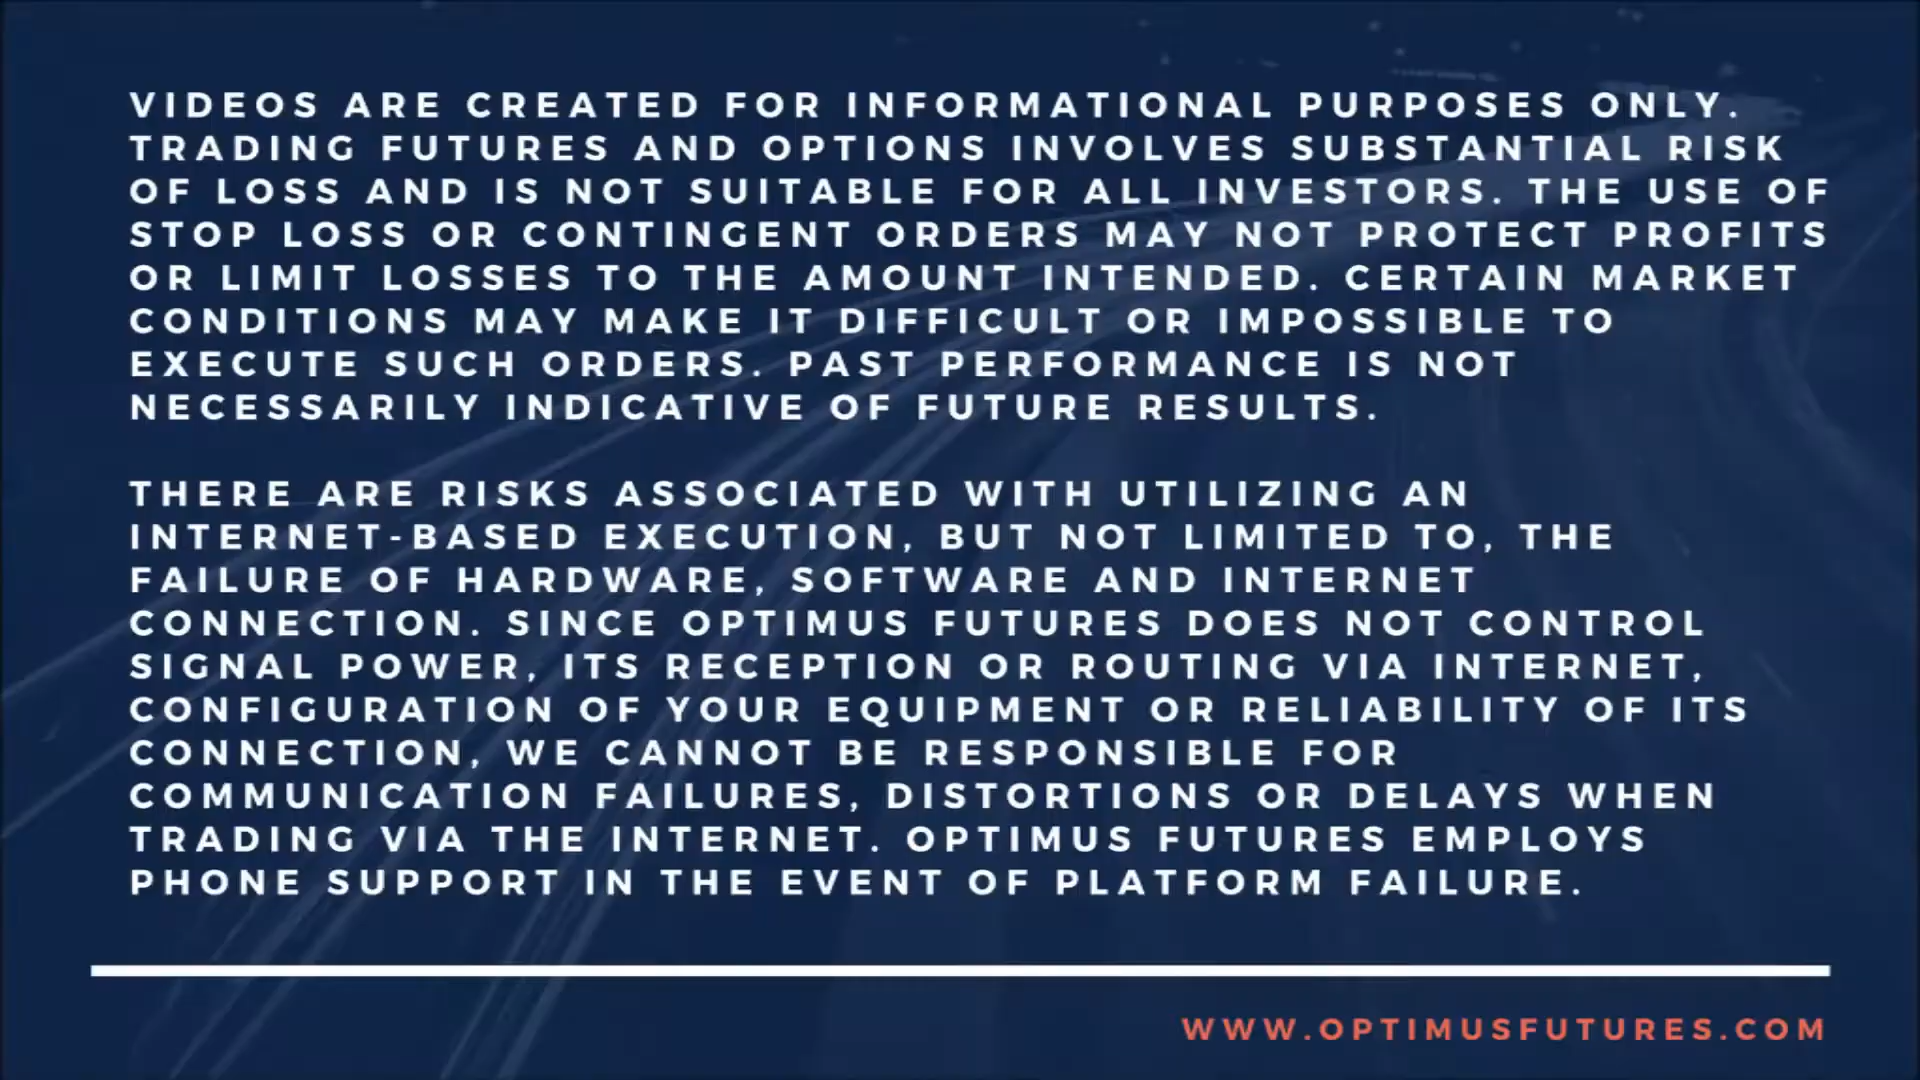 VIDEOS ARE CREATED FOR INFORMATIONAL PURPOSES ONLY.
TRADING FUTURES AND OPTIONS INVOLVES SUBSTANTIAL RISK
OF LOSS AND IS NOT SUITABLE FOR ALL INVESTORS. THE USE OF
STOP LOSS OR CONTINGENT ORDERS MAY NOT PROTECT PROFITS
OR LIMIT LOSSES TO THE AMOUNT INTENDED. CERTAIN MARKET
CONDITIONS MAY MAKE IT DIFFICULT OR IMPOSSIBLE TO
EXECUTE SUCH ORDERS. PAST PERFORMANCE IS NOT
NECESSARILY INDICATIVE OF FUTURE RESULTS.
THERE ARE RISKS ASSOCIATED WITH UTILIZING AN
INTERNET-BASED EXECUTION, BUT NOT LIMITED TO, THE
FAILURE OF HARDWARE, SOFTWARE AND INTERNET
CONNECTION. SINCE OPTIMUS FUTURES DOES NOT CONTROL
SIGNAL POWER, ITS RECEPTION OR ROUTING VIA INTERNET,
CONFIGURATION OF YOUR EQUIPMENT OR RELIABILITY OF ITS
CONNECTION, WE CANNOT BE RESPONSIBLE FOR
COMMUNICATION FAILURES, DISTORTIONS OR DELAYS WHEN
TRADING VIA THE INTERNET. OPTIMUS FUTURES EMPLOYS
PHONE SUPPORT IN THE EVENT OF PLATFORM FAILURE.
WWW.OPTIMUSFUTURES.COM